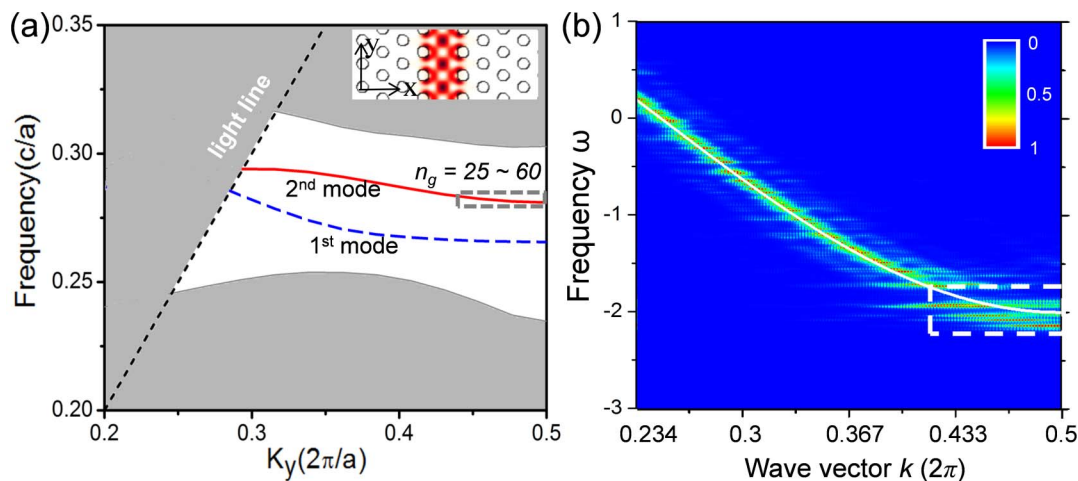 (a)
0.35
0.30
0.25
0.20
Frequency(c/a)
light line
y
x
n_g = 25 ~ 60
2nd mode
1st mode
0.2
0.3
0.4
0.5
K_y(2π/a)
(b)
1
0
-1
-2
-3
Frequency ω
0
0.5
1
0.234
0.3
0.367
0.433
0.5
Wave vector k (2π)